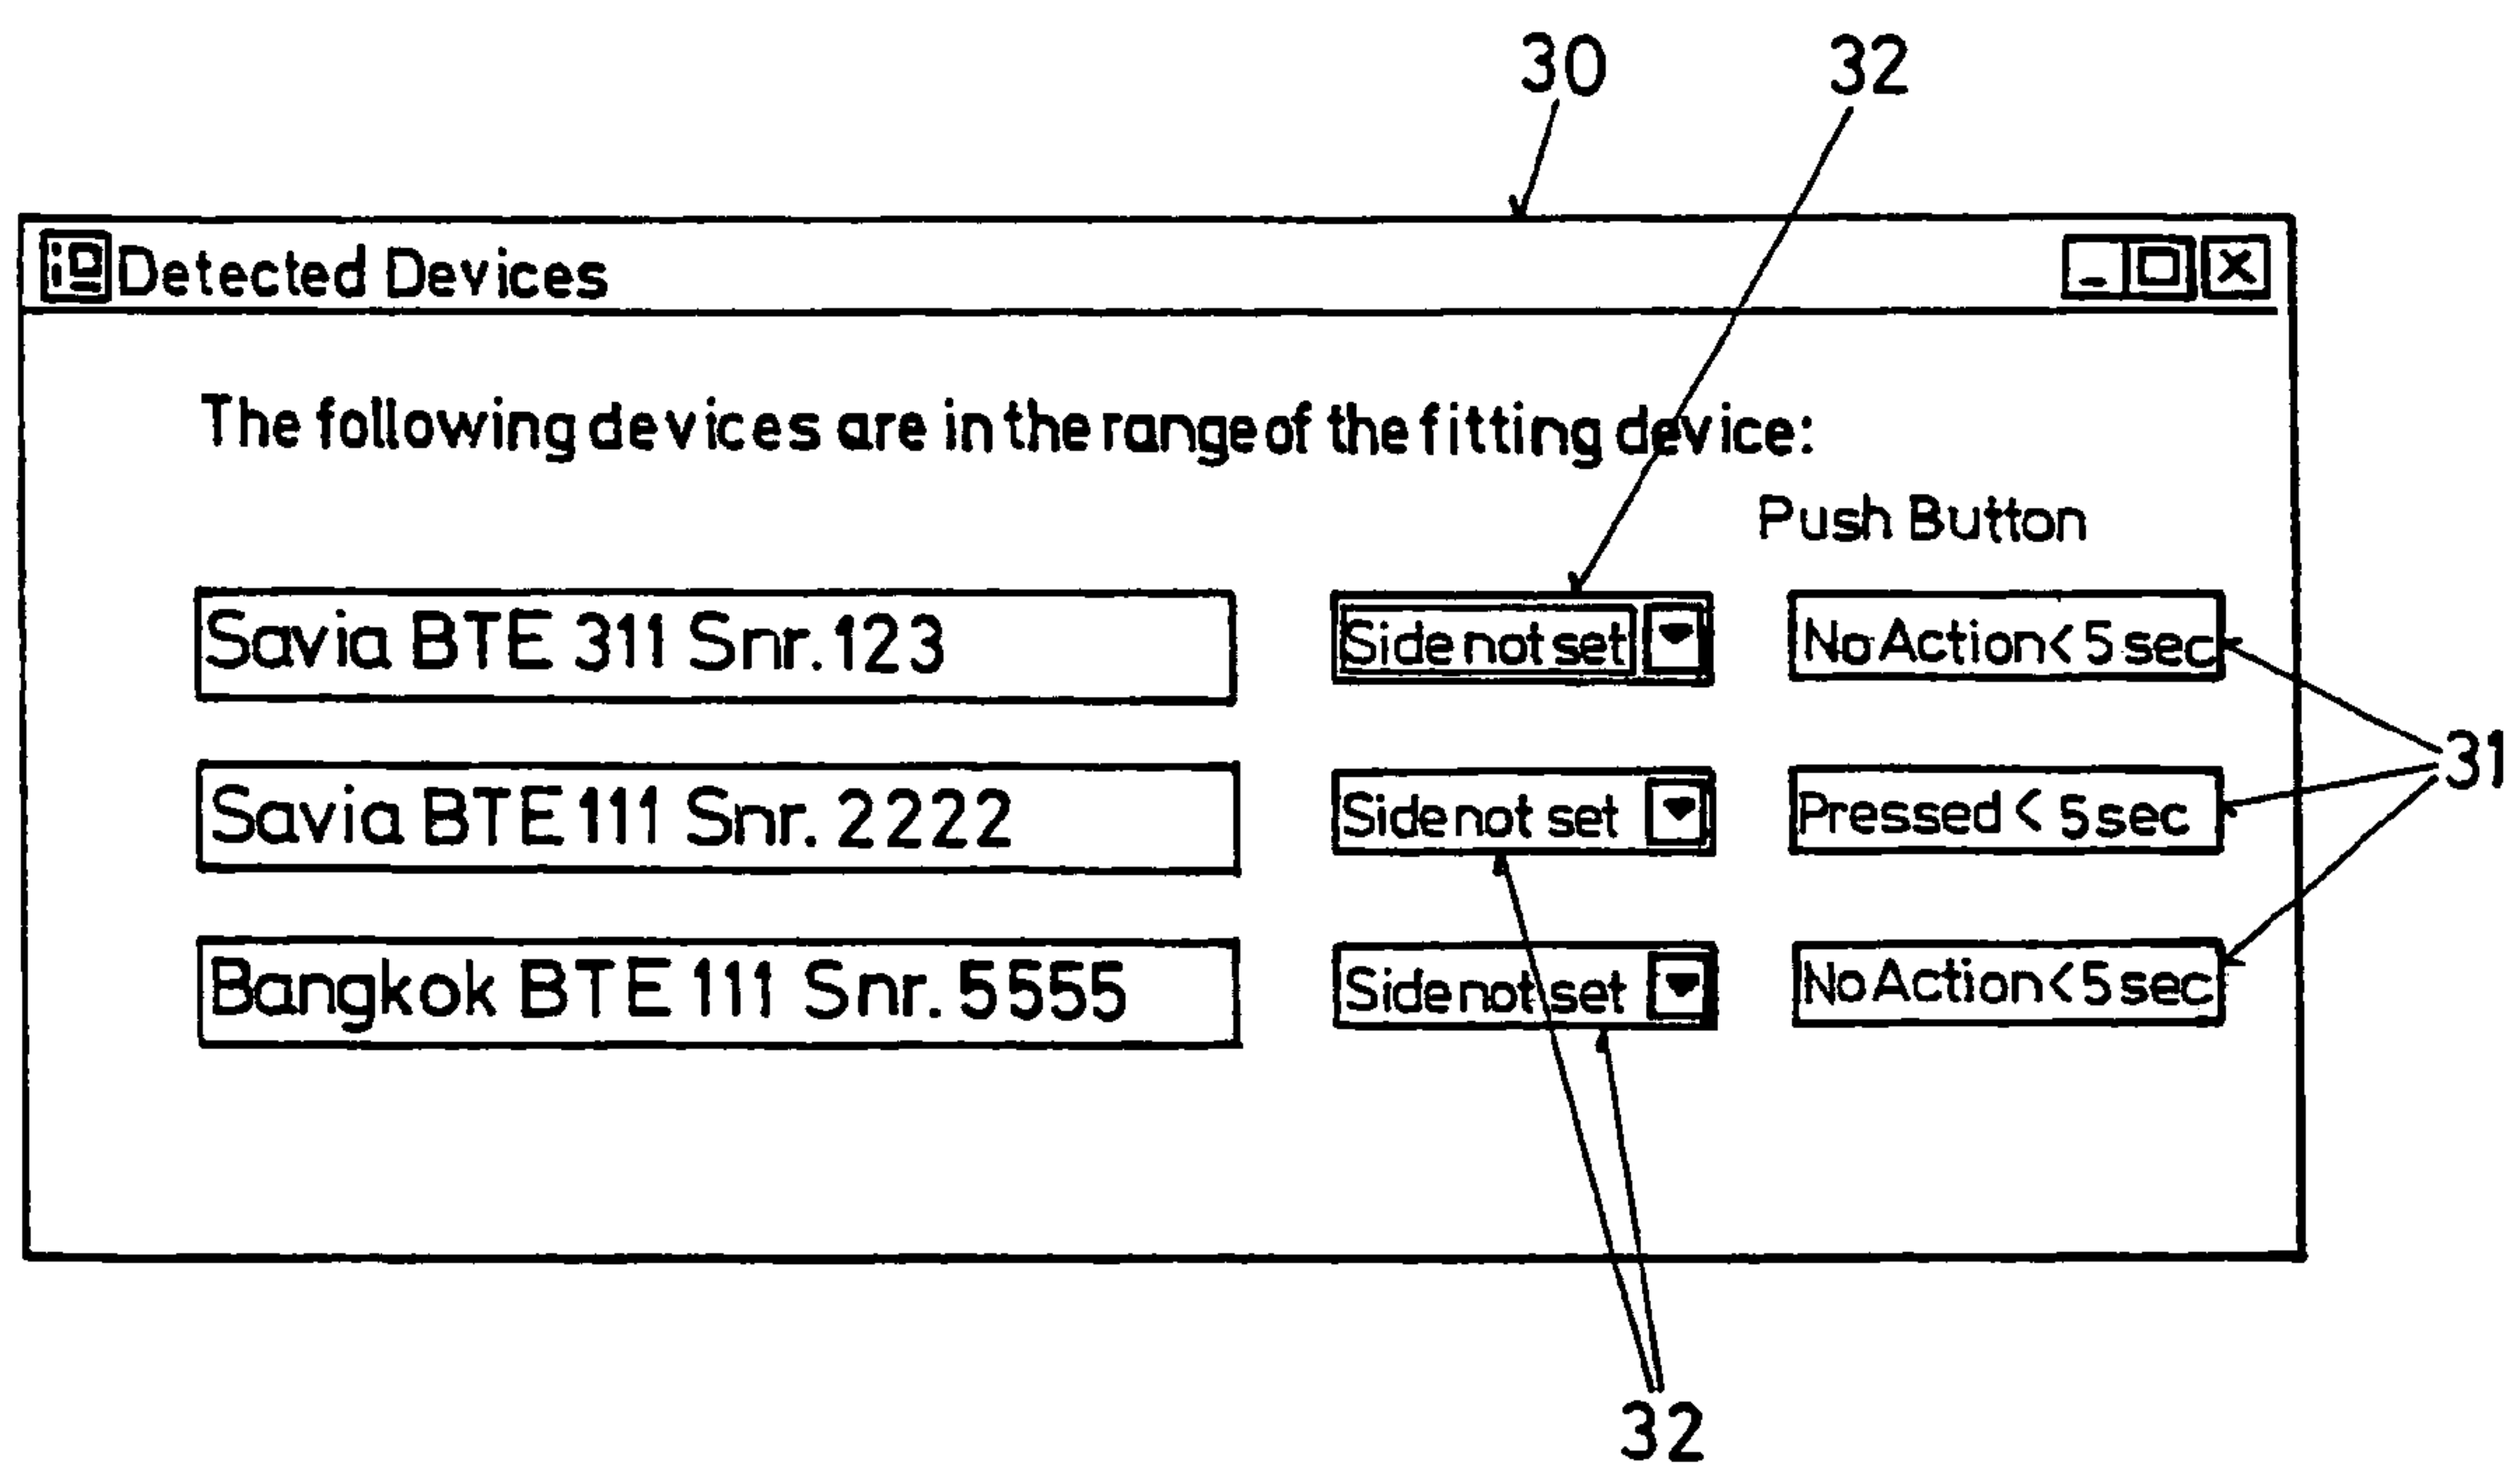 30 32
Detected Devices
The following devices are in the range of the fitting device:
Push Button
Savia BTE 311 Snr. 123 Side not set No Action < 5 sec
31
Savia BTE 111 Snr. 2222 Side not set Pressed < 5 sec
Bangkok BTE 111 Snr. 5555 Side not set No Action < 5 sec
32